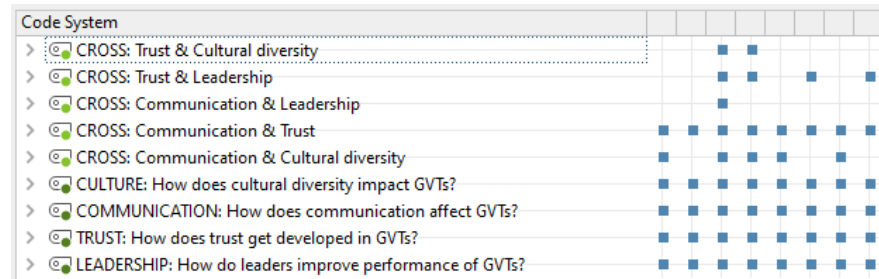 Code System
CROSS: Trust & Cultural diversity
CROSS: Trust & Leadership
CROSS: Communication & Leadership
CROSS: Communication & Trust
CROSS: Communication & Cultural diversity
CULTURE: How does cultural diversity impact GVTs?
COMMUNICATION: How does communication affect GVTs?
TRUST: How does trust get developed in GVTs?
LEADERSHIP: How do leaders improve performance of GVTs?